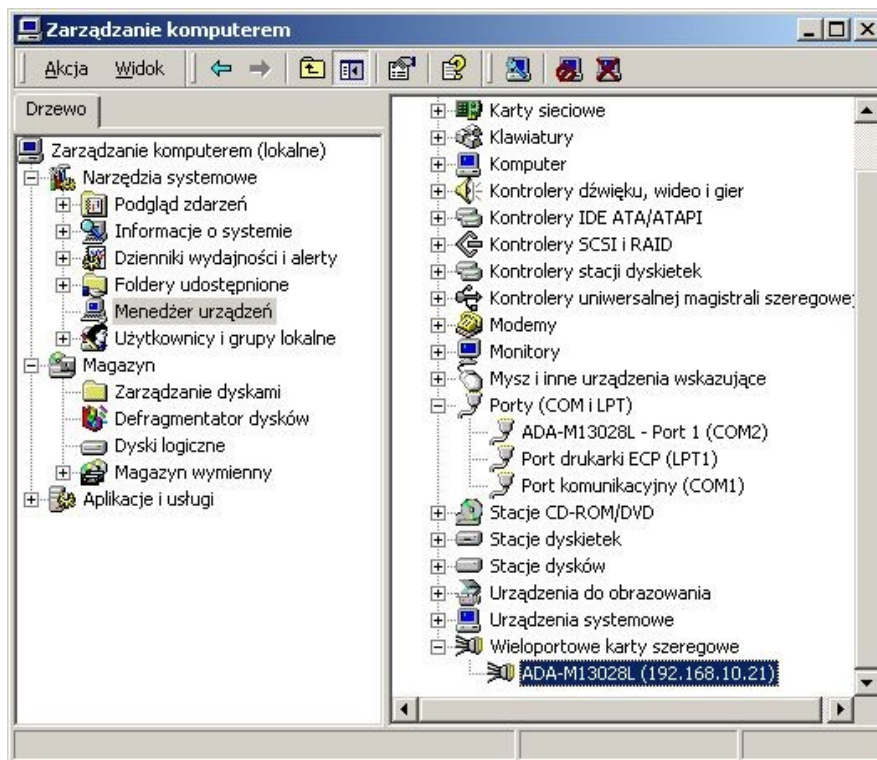 Zarządzanie komputerem
Akcja Widok
Drzewo
Zarządzanie komputerem (lokalne)
Narzędzia systemowe
Podgląd zdarzeń
Informacje o systemie
Dzienniki wydajności i alerty
Foldery udostępnione
Menedżer urządzeń
Użytkownicy i grupy lokalne
Magazyn
Zarządzanie dyskami
Defragmentator dysków
Dyski logiczne
Magazyn wymienny
Aplikacje i usługi
Karty sieciowe
Klawiatury
Komputer
Kontrolery dźwięku, wideo i gier
Kontrolery IDE ATA/ATAPI
Kontrolery SCSI i RAID
Kontrolery stacji dyskietek
Kontrolery uniwersalnej magistrali szeregowej
Modemy
Monitory
Mysz i inne urządzenia wskazujące
Porty (COM i LPT)
ADA-M13028L - Port 1 (COM2)
Port drukarki ECP (LPT1)
Port komunikacyjny (COM1)
Stacje CD-ROM/DVD
Stacje dyskietek
Stacje dysków
Urządzenia do obrazowania
Urządzenia systemowe
Wieloportowe karty szeregowe
ADA-M13028L (192.168.10.21)